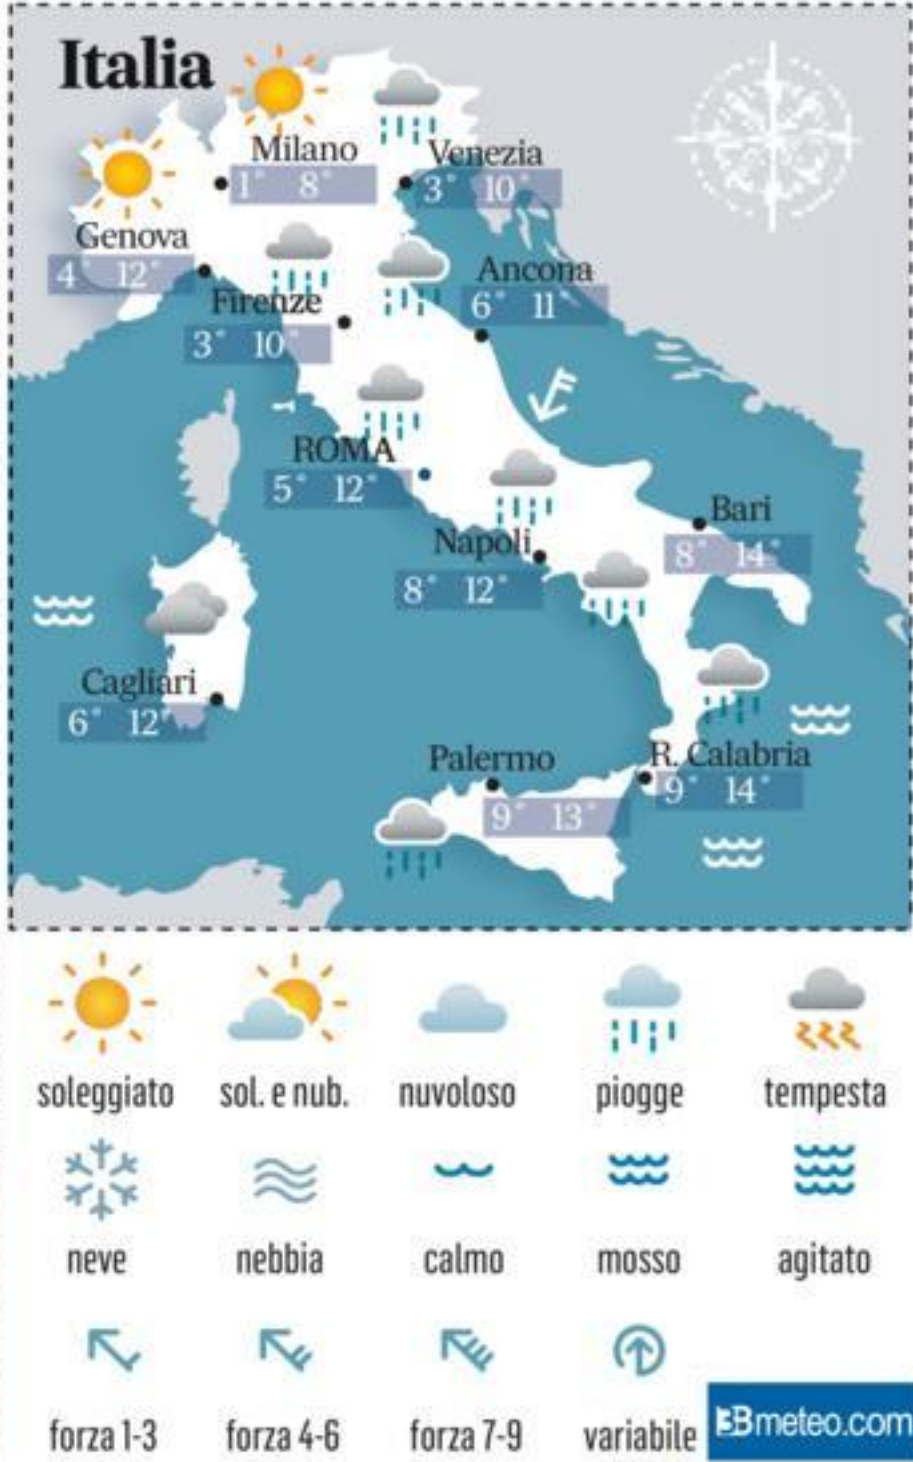 Italia
Milano
1° 8°
Venezia
3° 10°
Genova
4° 12°
Firenze
3° 10°
Ancona
6° 11°
ROMA
5° 12°
Napoli
8° 12°
Bari
8° 14°
Cagliari
6° 12°
Palermo
9° 13°
R. Calabria
9° 14°
soleggiato sol. e nub. nuvoloso piogge tempesta
neve nebbia calmo mosso agitato
forza 1-3 forza 4-6 forza 7-9 variabile
3Bmeteo.com